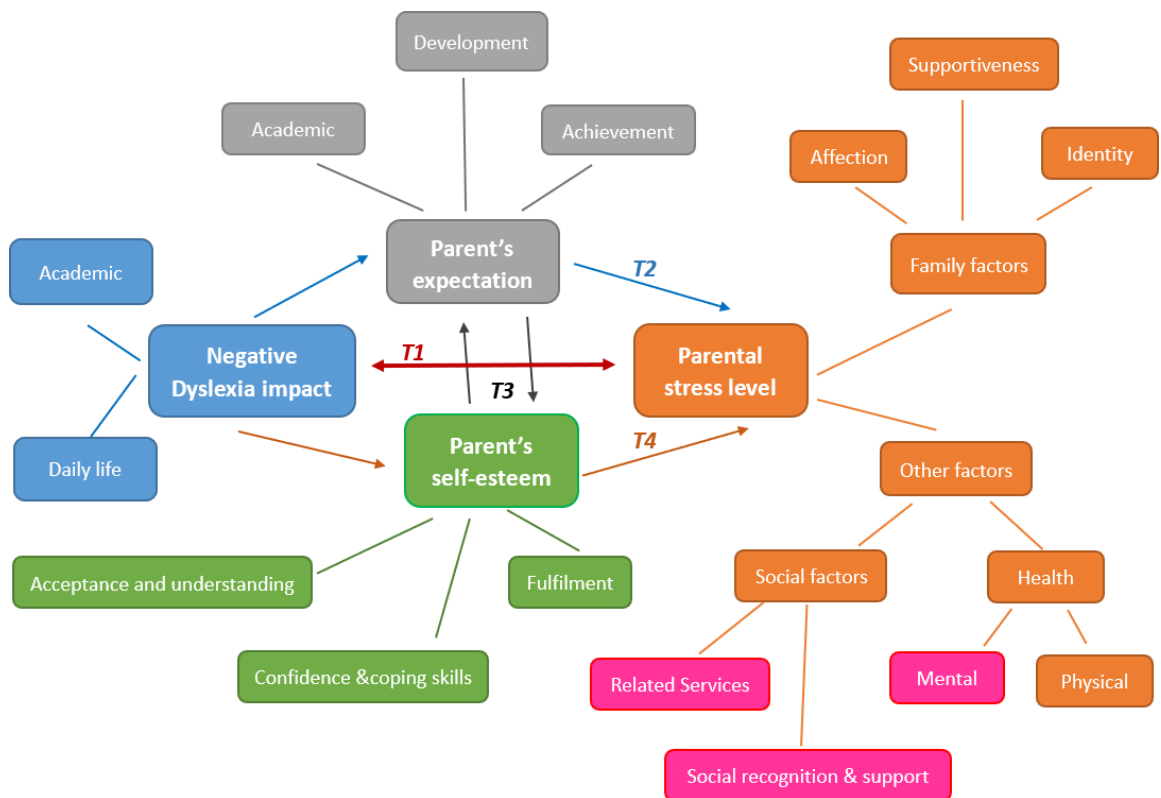 Development
Supportiveness
Academic
Achievement
Affection
Identity
Parent's
expectation
Academic
T2
Family factors
Negative
Dyslexia impact
T1
Parental
stress level
T3
Parent's
self-esteem
T4
Daily life
Other factors
Acceptance and understanding
Fulfilment
Social factors
Health
Confidence &coping skills
Related Services
Mental
Physical
Social recognition & support